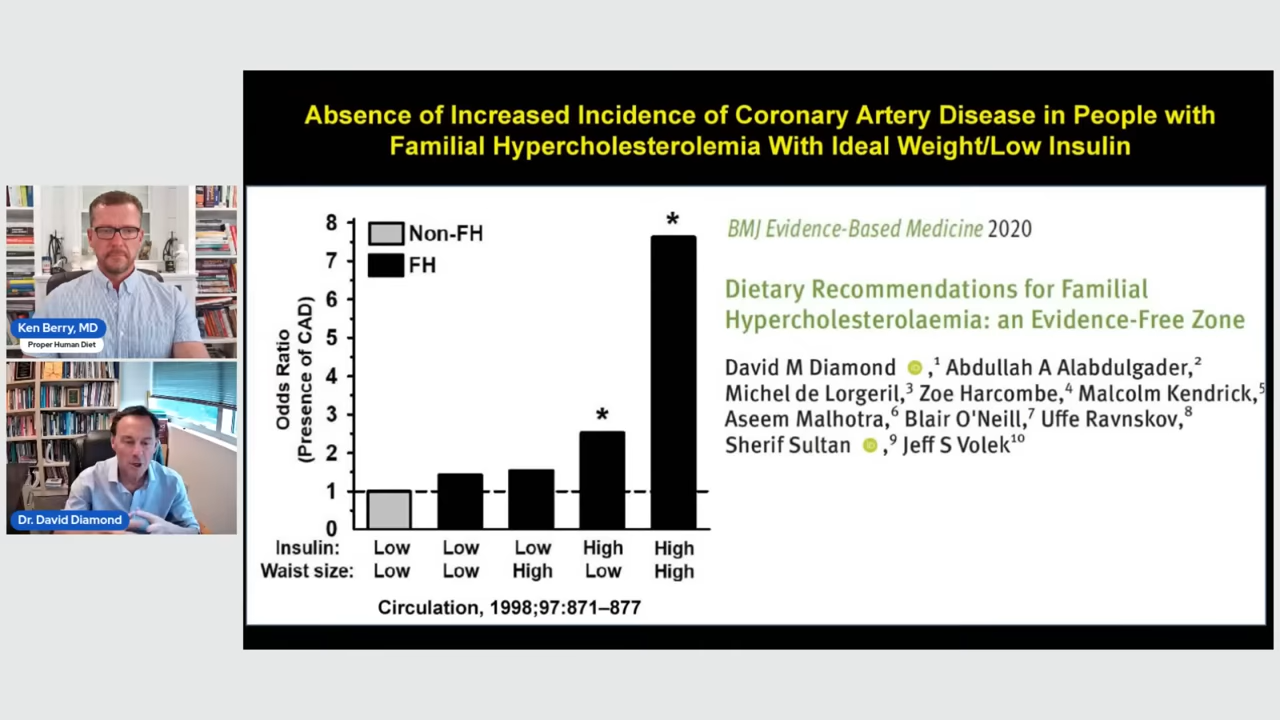 Absence of Increased Incidence of Coronary Artery Disease in People with
Familial Hypercholesterolemia With Ideal Weight/Low Insulin
Ken Berry, MD
Proper Human Diet
Dr. David Diamond
8
7
6
5
4
3
2
1
0
Odds Ratio
(Presence of CAD)
Non-FH
FH
*
*
Insulin: Low Low Low High High
Waist size: Low Low High Low High
Circulation, 1998;97:871–877
BMJ Evidence-Based Medicine 2020
Dietary Recommendations for Familial
Hypercholesterolaemia: an Evidence-Free Zone
David M Diamond iD ,¹ Abdullah A Alabdulgader,²
Michel de Lorgeril,³ Zoe Harcombe,⁴ Malcolm Kendrick,⁵
Aseem Malhotra,⁶ Blair O'Neill,⁷ Uffe Ravnskov,⁸
Sherif Sultan iD ,⁹ Jeff S Volek¹⁰